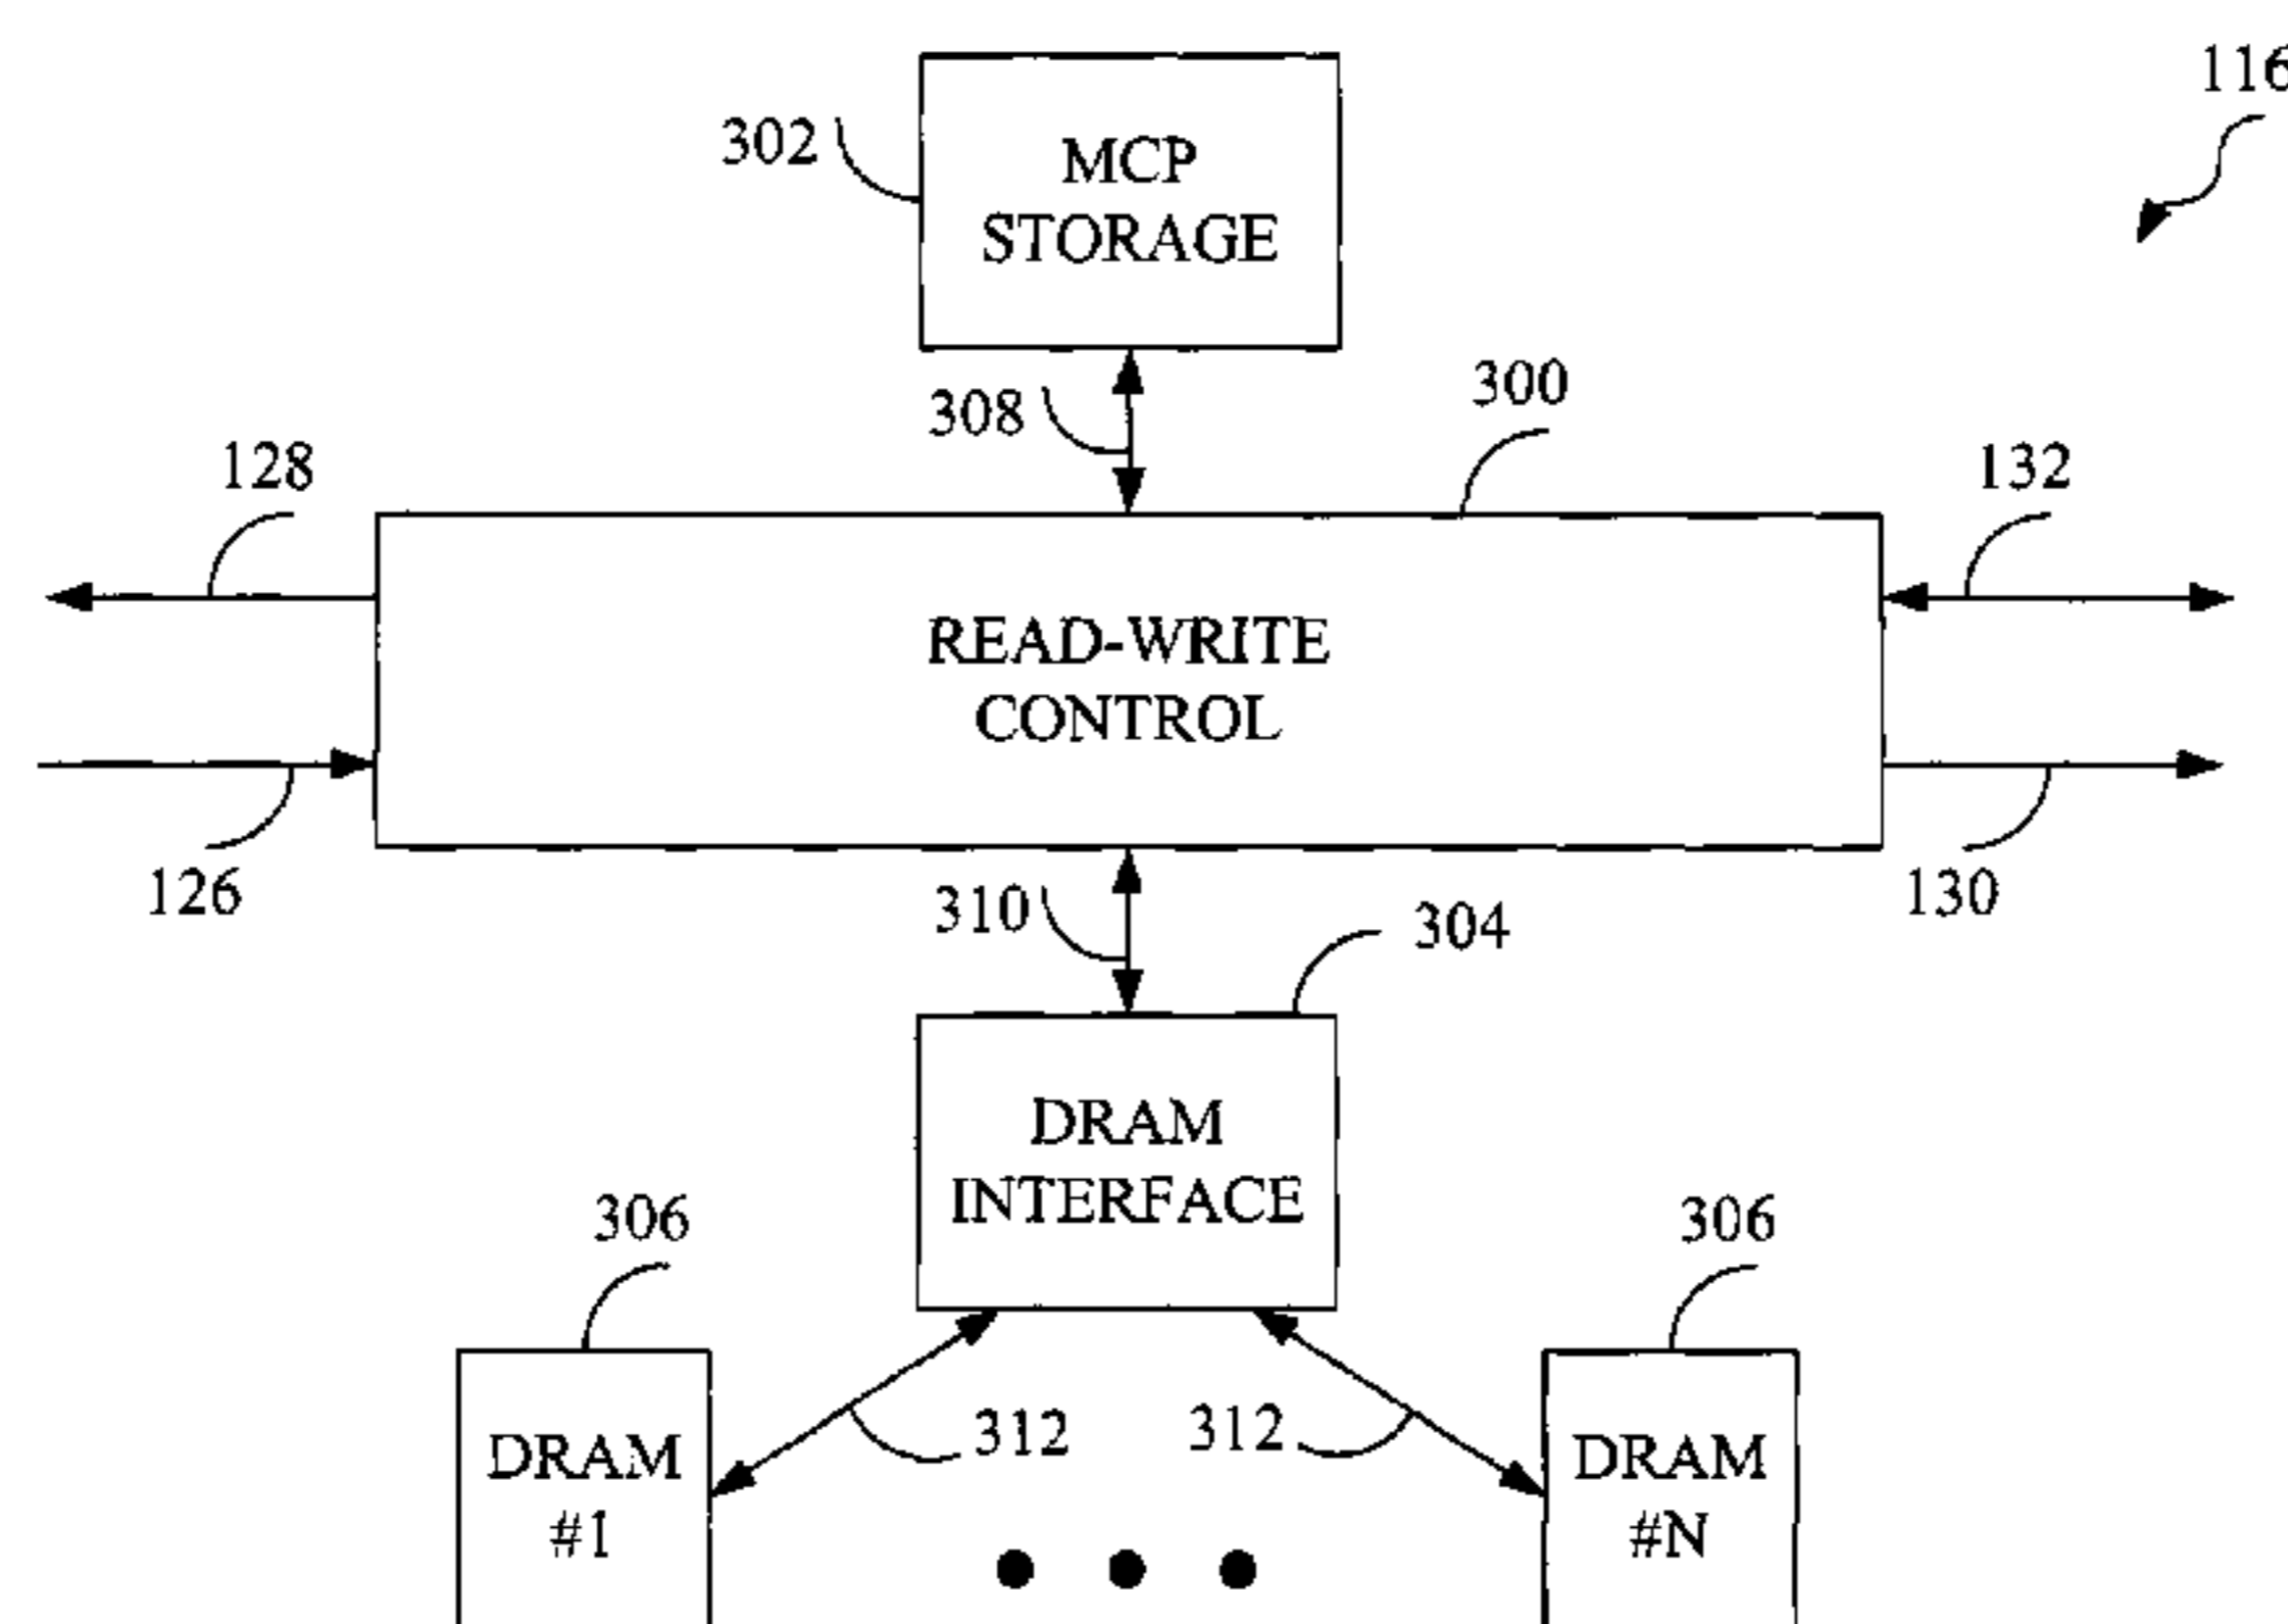 116
302
MCP
STORAGE
308
300
128
132
READ-WRITE
CONTROL
126
130
310
304
DRAM
INTERFACE
306
306
312
312
DRAM
#1
DRAM
#N